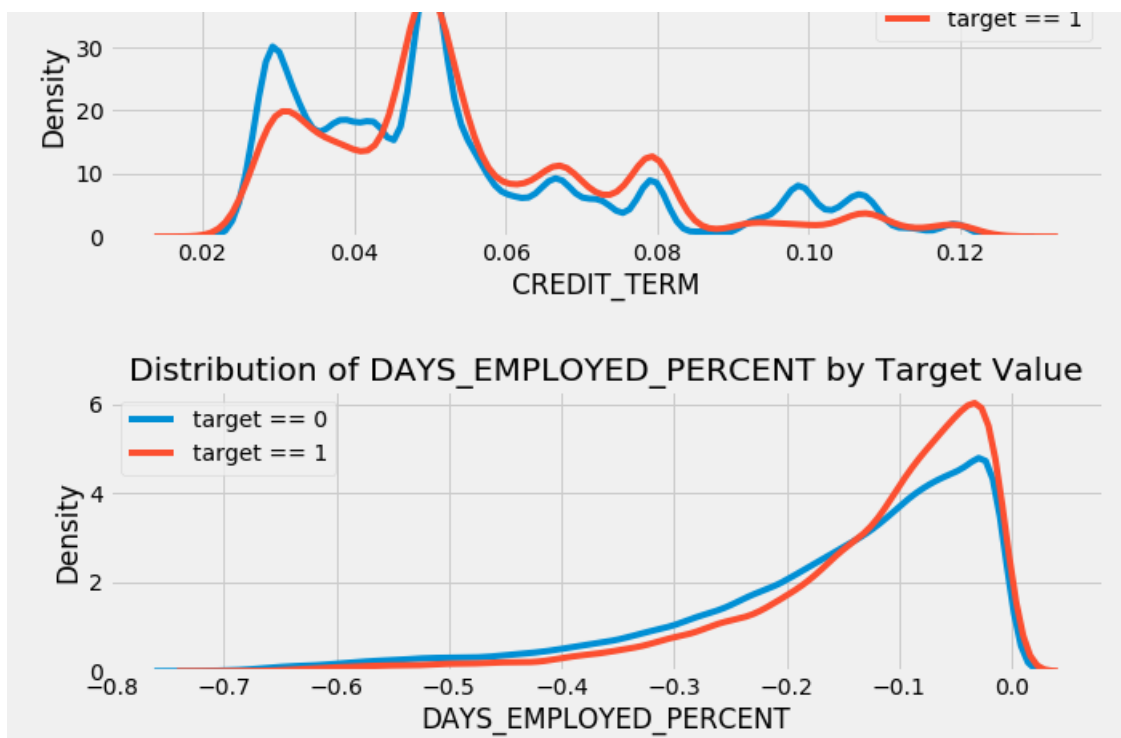 target == 1
Density
30
20
10
0
0.02 0.04 0.06 0.08 0.10 0.12
CREDIT_TERM
Distribution of DAYS_EMPLOYED_PERCENT by Target Value
target == 0
target == 1
Density
6
4
2
0
−0.8 −0.7 −0.6 −0.5 −0.4 −0.3 −0.2 −0.1 0.0
DAYS_EMPLOYED_PERCENT